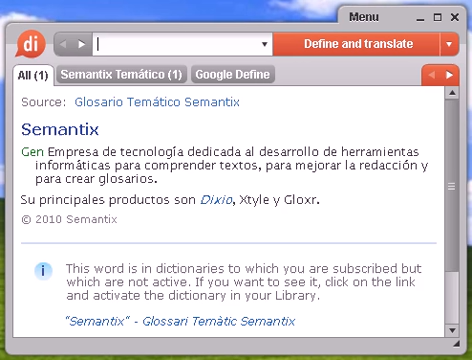 Menu
di
Define and translate
All (1)
Semantix Temático (1)
Google Define
Source: Glosario Temático Semantix
Semantix
Gen Empresa de tecnología dedicada al desarrollo de herramientas
informáticas para comprender textos, para mejorar la redacción y
para crear glosarios.
Su principales productos son Dixio, Xtyle y Gloxr.
© 2010 Semantix
i
This word is in dictionaries to which you are subscribed but
which are not active. If you want to see it, click on the link
and activate the dictionary in your Library.
"Semantix" - Glossari Temàtic Semantix